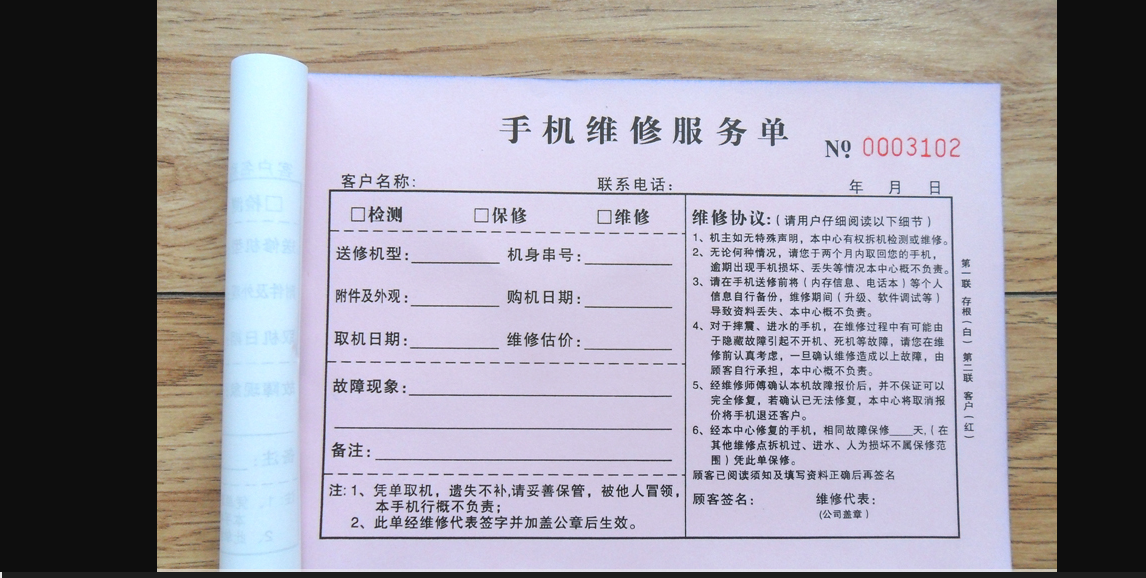 手机维修服务单
№ 0003102
客户名称:
联系电话:
年 月 日
□检测 □保修 □维修
送修机型:________ 机身串号:________
附件及外观:________ 购机日期:________
取机日期:________ 维修估价:________
故障现象:________
备注:________
注: 1、凭单取机，遗失不补,请妥善保管，被他人冒领，
本手机行概不负责；
2、此单经维修代表签字并加盖公章后生效。
维修协议:(请用户仔细阅读以下细节)
1、机主如无特殊声明，本中心有权拆机检测或维修。
2、无论何种情况，请您于两个月内取回您的手机，
逾期出现手机损坏、丢失等情况本中心概不负责。
3、请在手机送修前将(内存信息、电话本)等个人
信息自行备份，维修期间(升级、软件调试等)
导致资料丢失、本中心概不负责。
4、对于摔震、进水的手机，在维修过程中有可能由
于隐藏故障引起不开机、死机等故障，请您在维
修前认真考虑，一旦确认维修造成以上故障，由
顾客自行承担，本中心概不负责。
5、经维修师傅确认本机故障报价后，并不保证可以
完全修复，若确认已无法修复，本中心将取消报
价将手机退还客户。
6、经本中心修复的手机，相同故障保修____天,(在
其他维修点拆机过、进水、人为损坏不属保修范
围)凭此单保修。
顾客已阅读须知及填写资料正确后再签名
顾客签名: 维修代表:
(公司盖章)
第一联 存根(白) 第二联 客户(红)